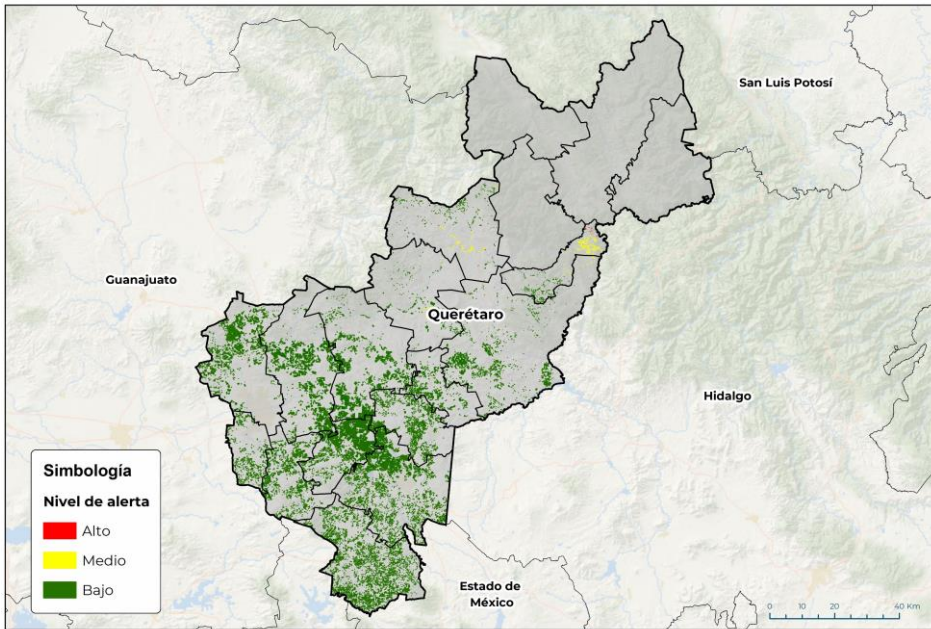 San Luis Potosí
Guanajuato
Querétaro
Hidalgo
Simbología
Nivel de alerta
Alto
Medio
Bajo
Estado de
México
0 10 20 40 Km